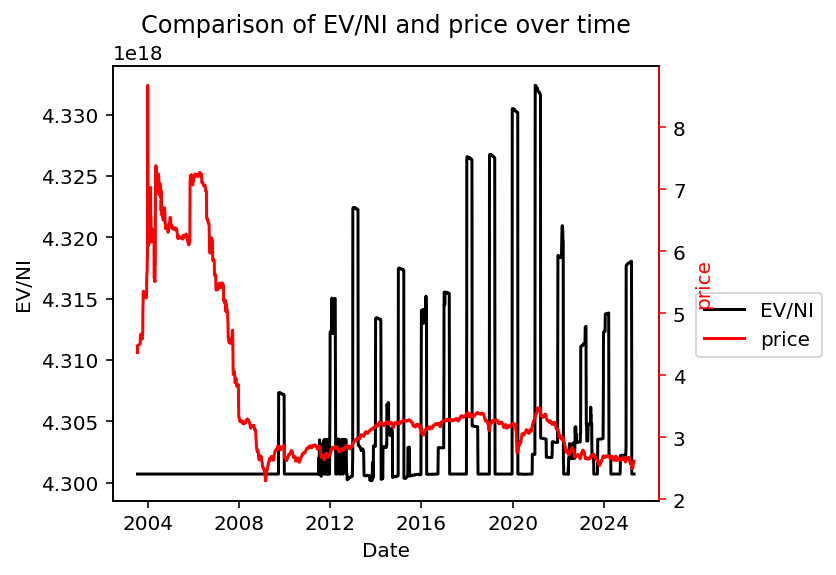 Comparison of EV/NI and price over time
1e18
4.330
4.325
4.320
4.315
4.310
4.305
4.300
EV/NI
8
7
6
5
4
3
2
price
EV/NI
price
2004 2008 2012 2016 2020 2024
Date